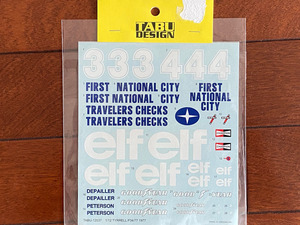 TABU
DESIGN
3 3 4 4 4
FIRST NATIONAL CITY
FIRST NATIONAL CITY
FIRST
NATIONAL
CITY
TRAVELERS CHECKS
TRAVELERS CHECKS
elf elf
elf elf elf
elf
DEPAILLER
DEPAILLER
PETERSON
PETERSON
GOODYEAR
GOODYEAR
GOODYEAR